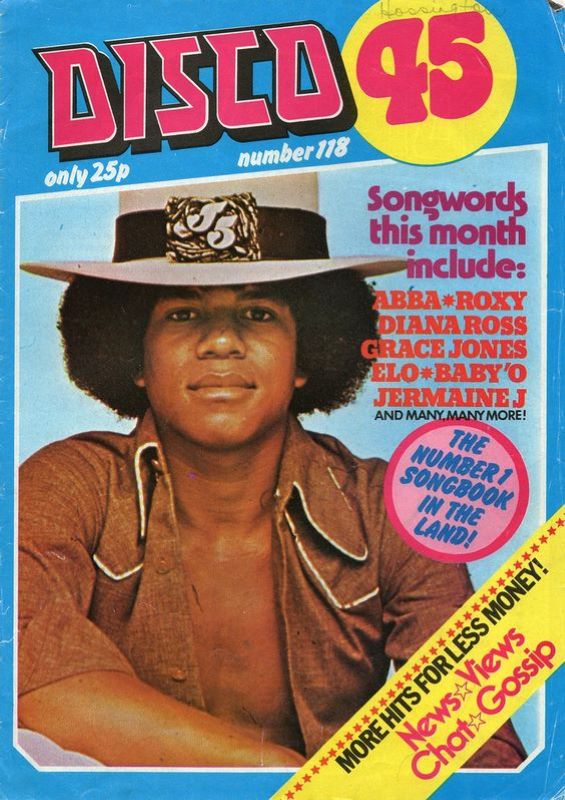 Hossington
DISCO 45
only 25p
number 118
J5
Songwords
this month
include:
ABBA*ROXY
DIANA ROSS
GRACE JONES
ELO*BABY'O
JERMAINE J
AND MANY, MANY MORE!
THE
NUMBER 1
SONGBOOK
IN THE
LAND!
MORE HITS FOR LESS MONEY!
News☆Views
Chat☆Gossip